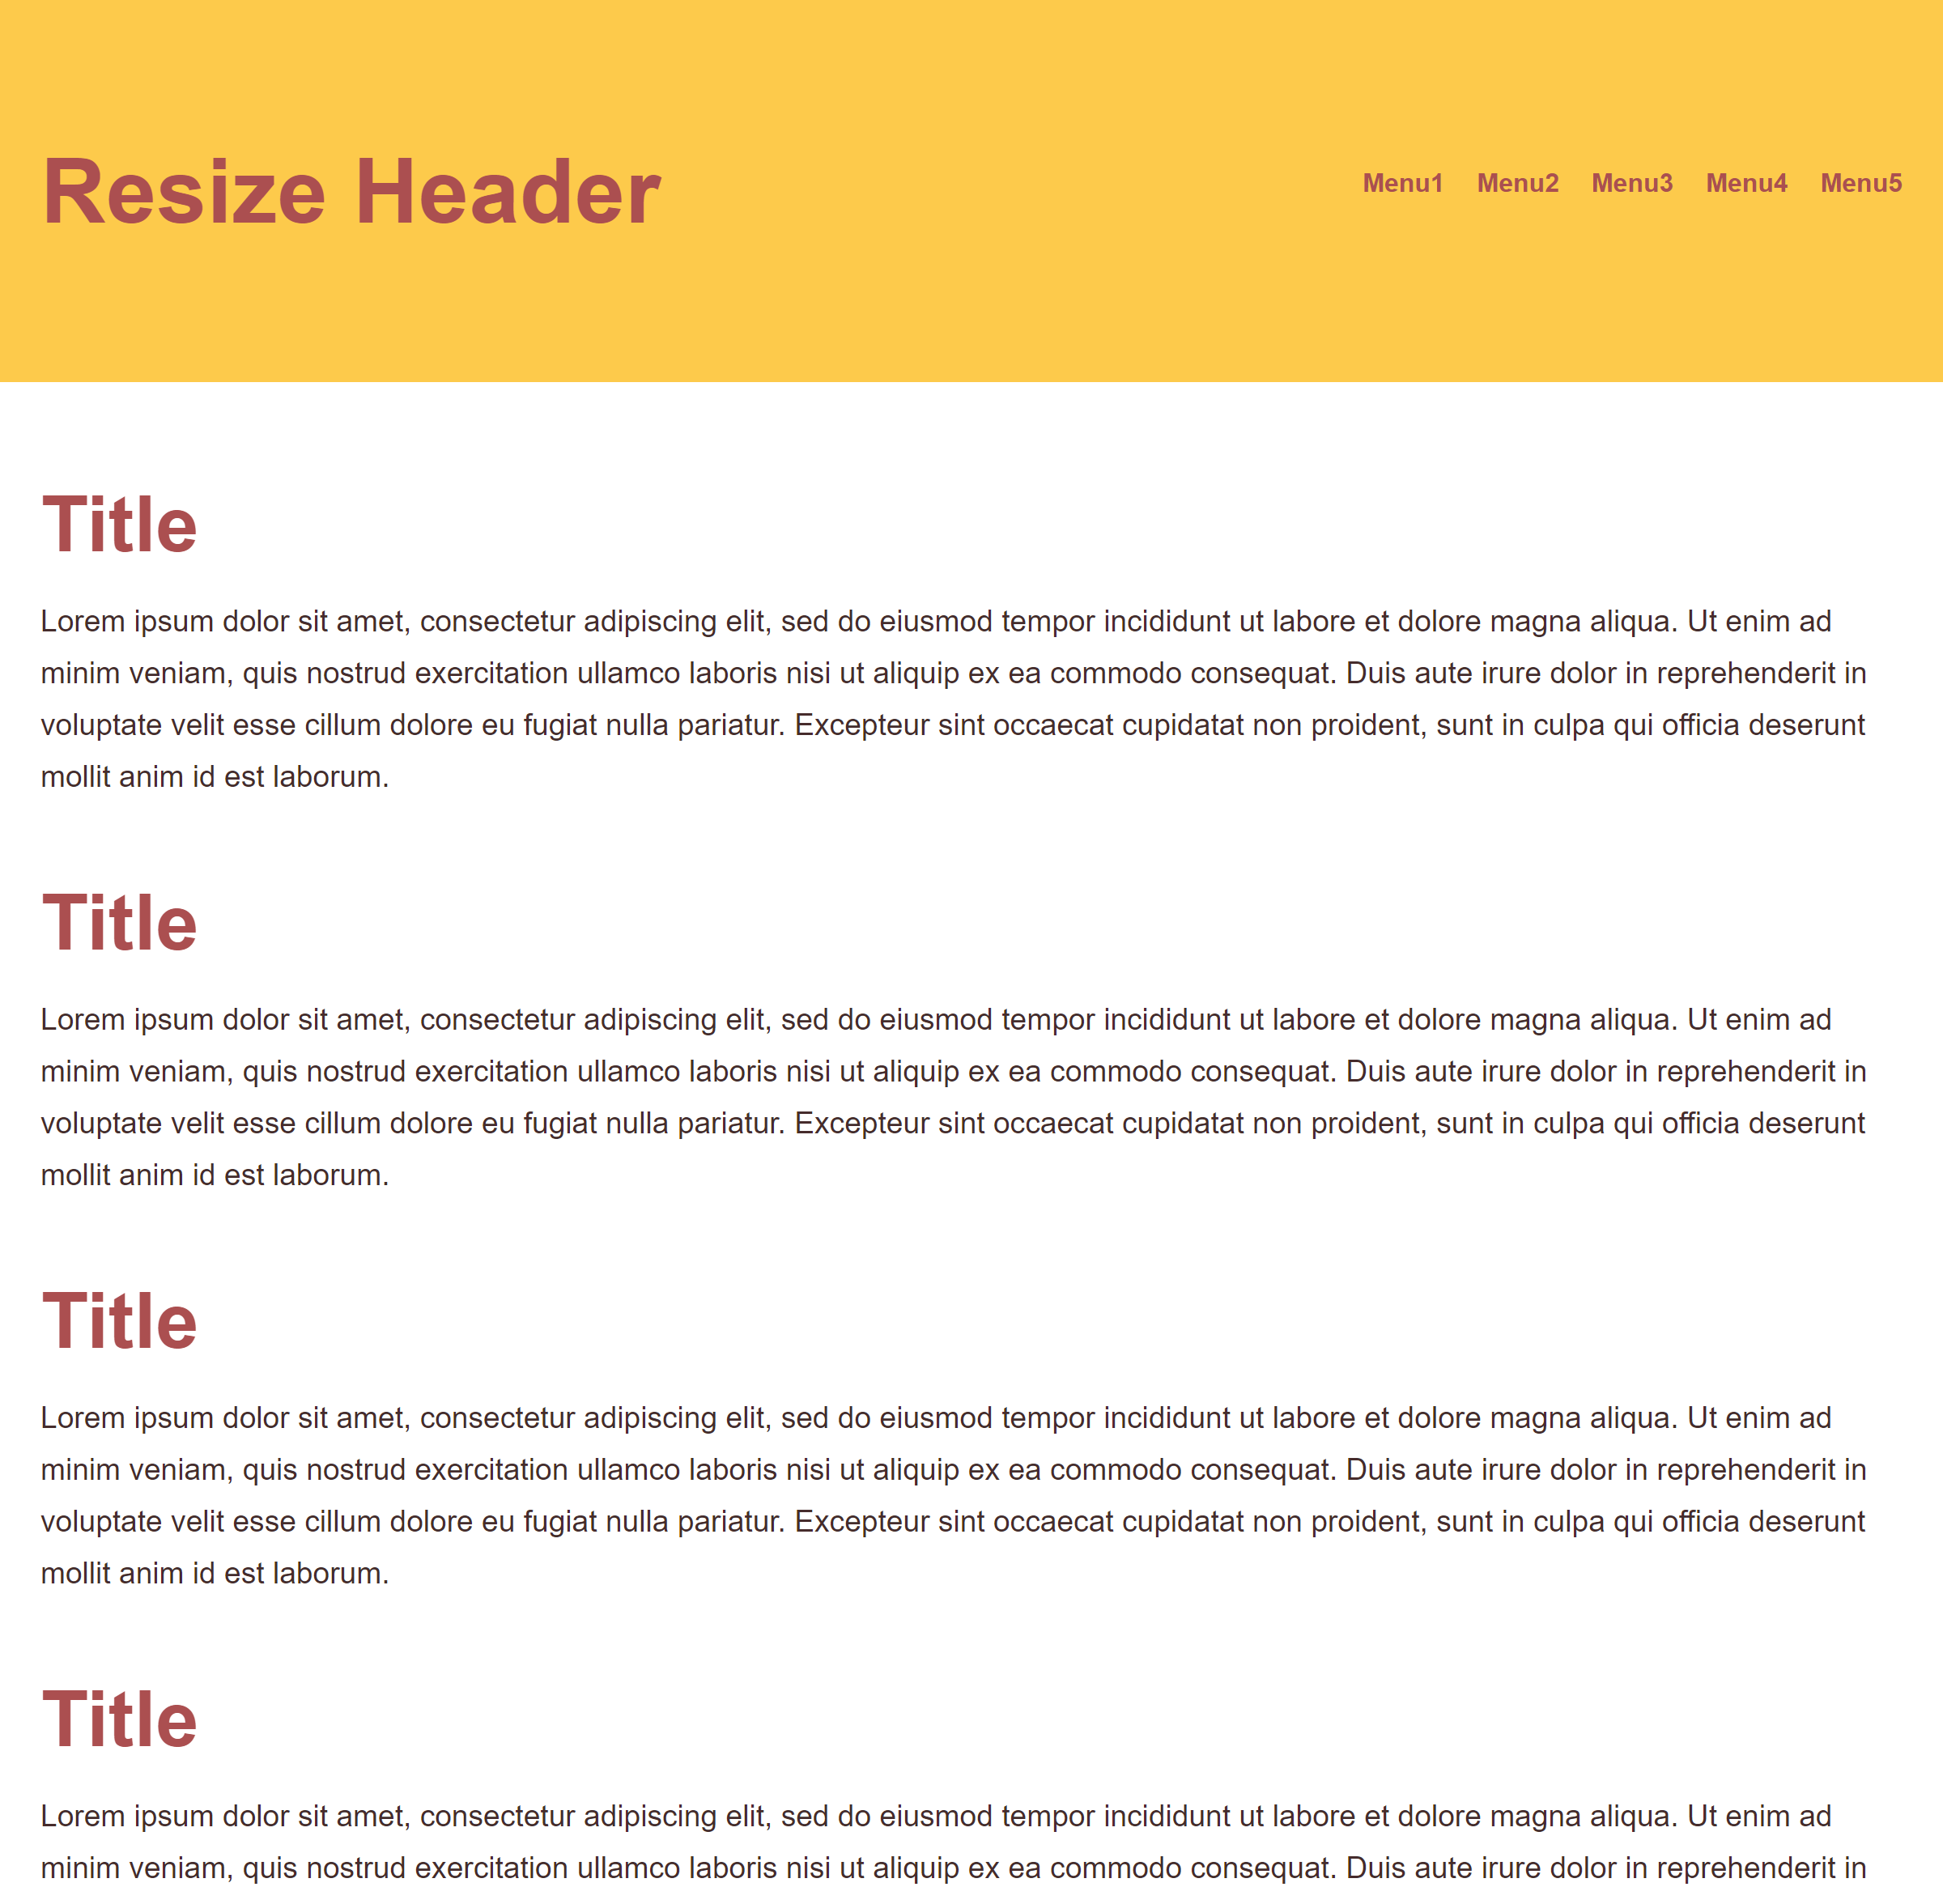 Resize Header
Menu1 Menu2 Menu3 Menu4 Menu5
Title
Lorem ipsum dolor sit amet, consectetur adipiscing elit, sed do eiusmod tempor incididunt ut labore et dolore magna aliqua. Ut enim ad
minim veniam, quis nostrud exercitation ullamco laboris nisi ut aliquip ex ea commodo consequat. Duis aute irure dolor in reprehenderit in
voluptate velit esse cillum dolore eu fugiat nulla pariatur. Excepteur sint occaecat cupidatat non proident, sunt in culpa qui officia deserunt
mollit anim id est laborum.
Title
Lorem ipsum dolor sit amet, consectetur adipiscing elit, sed do eiusmod tempor incididunt ut labore et dolore magna aliqua. Ut enim ad
minim veniam, quis nostrud exercitation ullamco laboris nisi ut aliquip ex ea commodo consequat. Duis aute irure dolor in reprehenderit in
voluptate velit esse cillum dolore eu fugiat nulla pariatur. Excepteur sint occaecat cupidatat non proident, sunt in culpa qui officia deserunt
mollit anim id est laborum.
Title
Lorem ipsum dolor sit amet, consectetur adipiscing elit, sed do eiusmod tempor incididunt ut labore et dolore magna aliqua. Ut enim ad
minim veniam, quis nostrud exercitation ullamco laboris nisi ut aliquip ex ea commodo consequat. Duis aute irure dolor in reprehenderit in
voluptate velit esse cillum dolore eu fugiat nulla pariatur. Excepteur sint occaecat cupidatat non proident, sunt in culpa qui officia deserunt
mollit anim id est laborum.
Title
Lorem ipsum dolor sit amet, consectetur adipiscing elit, sed do eiusmod tempor incididunt ut labore et dolore magna aliqua. Ut enim ad
minim veniam, quis nostrud exercitation ullamco laboris nisi ut aliquip ex ea commodo consequat. Duis aute irure dolor in reprehenderit in